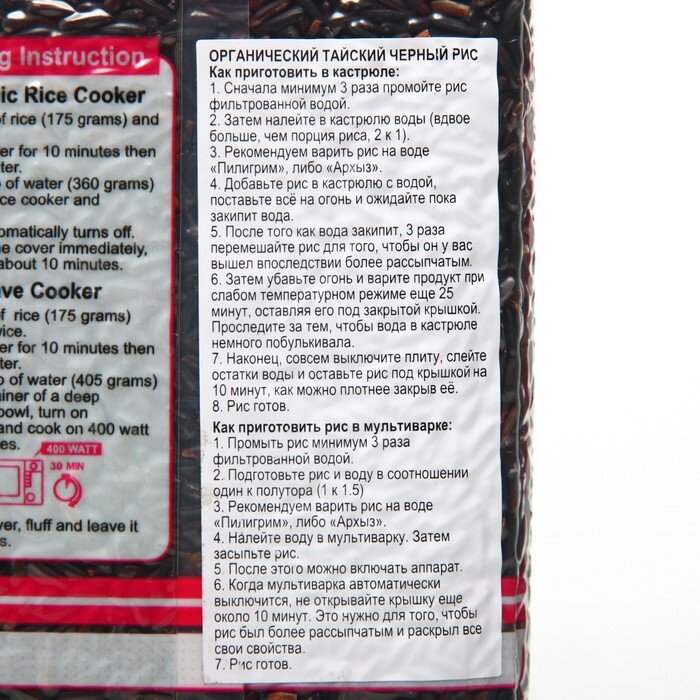 g Instruction
ic Rice Cooker
of rice (175 grams) and
er for 10 minutes then
ter.
of water (360 grams)
ce cooker and
omatically turns off.
e cover immediately,
about 10 minutes.
ave Cooker
of rice (175 grams)
vice.
er for 10 minutes then
ter.
o of water (405 grams)
ainer of a deep
bowl, turn on
and cook on 400 watt
es.
400 WATT
30 MIN
ver, fluff and leave it
s.
ОРГАНИЧЕСКИЙ ТАЙСКИЙ ЧЕРНЫЙ РИС
Как приготовить в кастрюле:
1. Сначала минимум 3 раза промойте рис
фильтрованной водой.
2. Затем налейте в кастрюлю воды (вдвое
больше, чем порция риса, 2 к 1).
3. Рекомендуем варить рис на воде
«Пилигрим», либо «Архыз».
4. Добавьте рис в кастрюлю с водой,
поставьте всё на огонь и ожидайте пока
закипит вода.
5. После того как вода закипит, 3 раза
перемешайте рис для того, чтобы он у вас
вышел впоследствии более рассыпчатым.
6. Затем убавьте огонь и варите продукт при
слабом температурном режиме еще 25
минут, оставляя его под закрытой крышкой.
Проследите за тем, чтобы вода в кастрюле
немного побулькивала.
7. Наконец, совсем выключите плиту, слейте
остатки воды и оставьте рис под крышкой на
10 минут, как можно плотнее закрыв её.
8. Рис готов.
Как приготовить рис в мультиварке:
1. Промыть рис минимум 3 раза
фильтрованной водой.
2. Подготовьте рис и воду в соотношении
один к полутора (1 к 1.5)
3. Рекомендуем варить рис на воде
"Пилигрим", либо «Архыз».
4. Налейте воду в мультиварку. Затем
засыпьте рис.
5. После этого можно включать аппарат.
6. Когда мультиварка автоматически
выключится, не открывайте крышку еще
около 10 минут. Это нужно для того, чтобы
рис был более рассыпчатым и раскрыл все
свои свойства.
7. Рис готов.